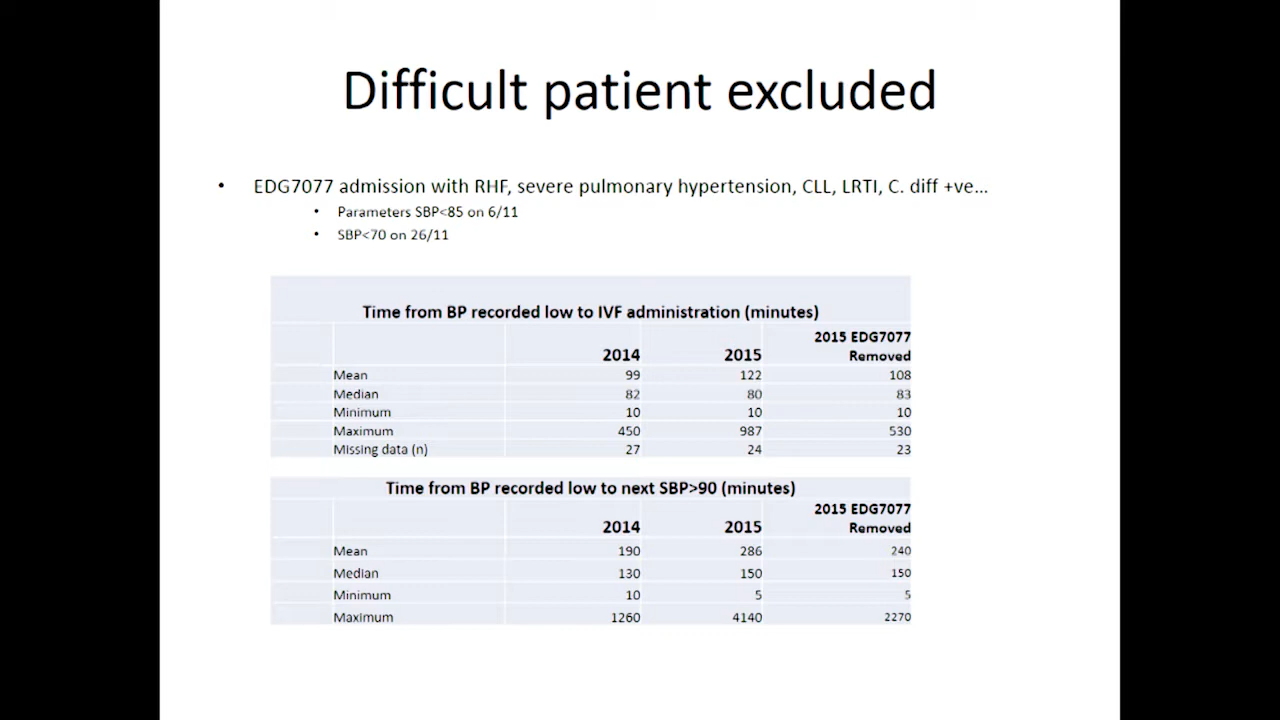 Difficult patient excluded
• EDG7077 admission with RHF, severe pulmonary hypertension, CLL, LRTI, C. diff +ve...
• Parameters SBP<85 on 6/11
• SBP<70 on 26/11
Time from BP recorded low to IVF administration (minutes)
2014 2015 2015 EDG7077 Removed
Mean 99 122 108
Median 82 80 83
Minimum 10 10 10
Maximum 450 987 530
Missing data (n) 27 24 23
Time from BP recorded low to next SBP>90 (minutes)
2014 2015 2015 EDG7077 Removed
Mean 190 286 240
Median 130 150 150
Minimum 10 5 5
Maximum 1260 4140 2270